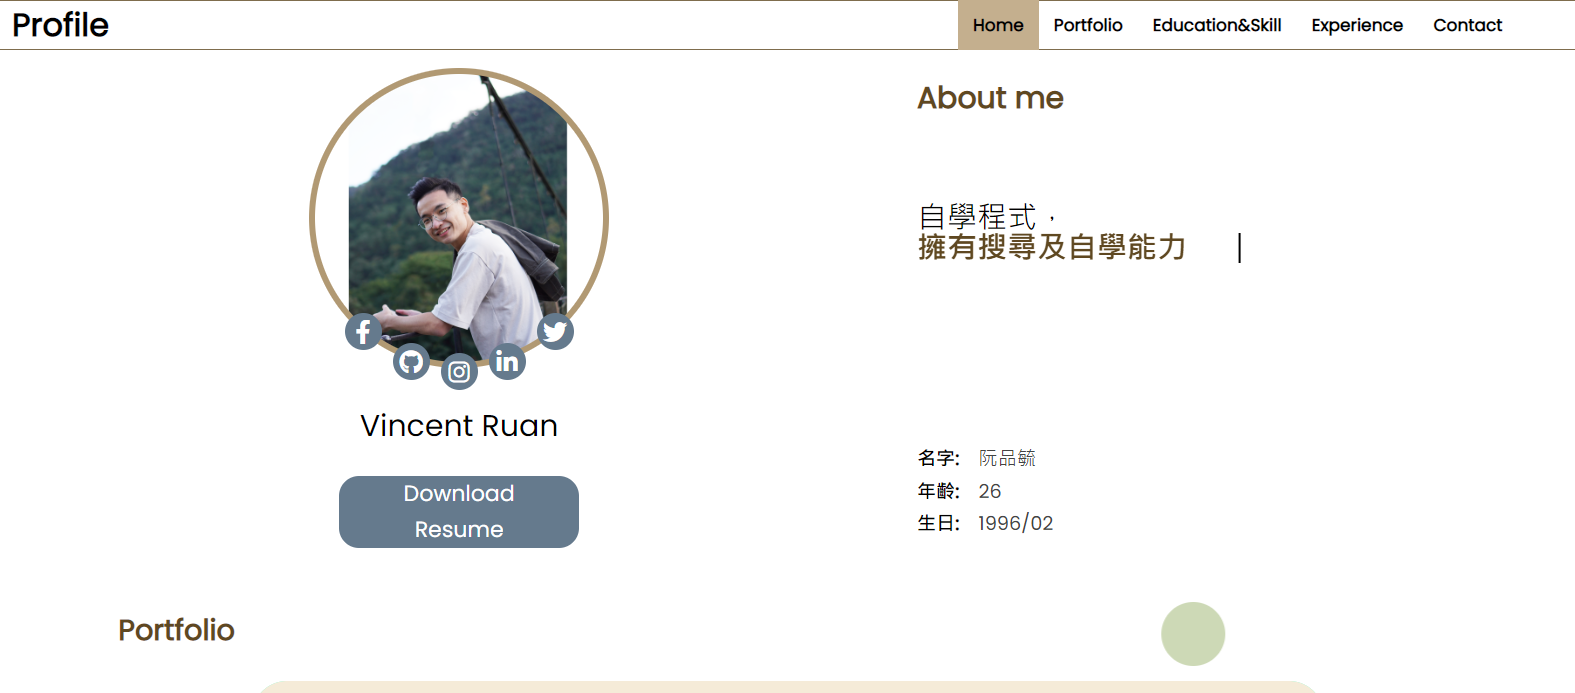 Profile
Home
Portfolio
Education&Skill
Experience
Contact
About me
自學程式，
擁有搜尋及自學能力
Vincent Ruan
Download
Resume
名字: 阮品毓
年齡: 26
生日: 1996/02
Portfolio